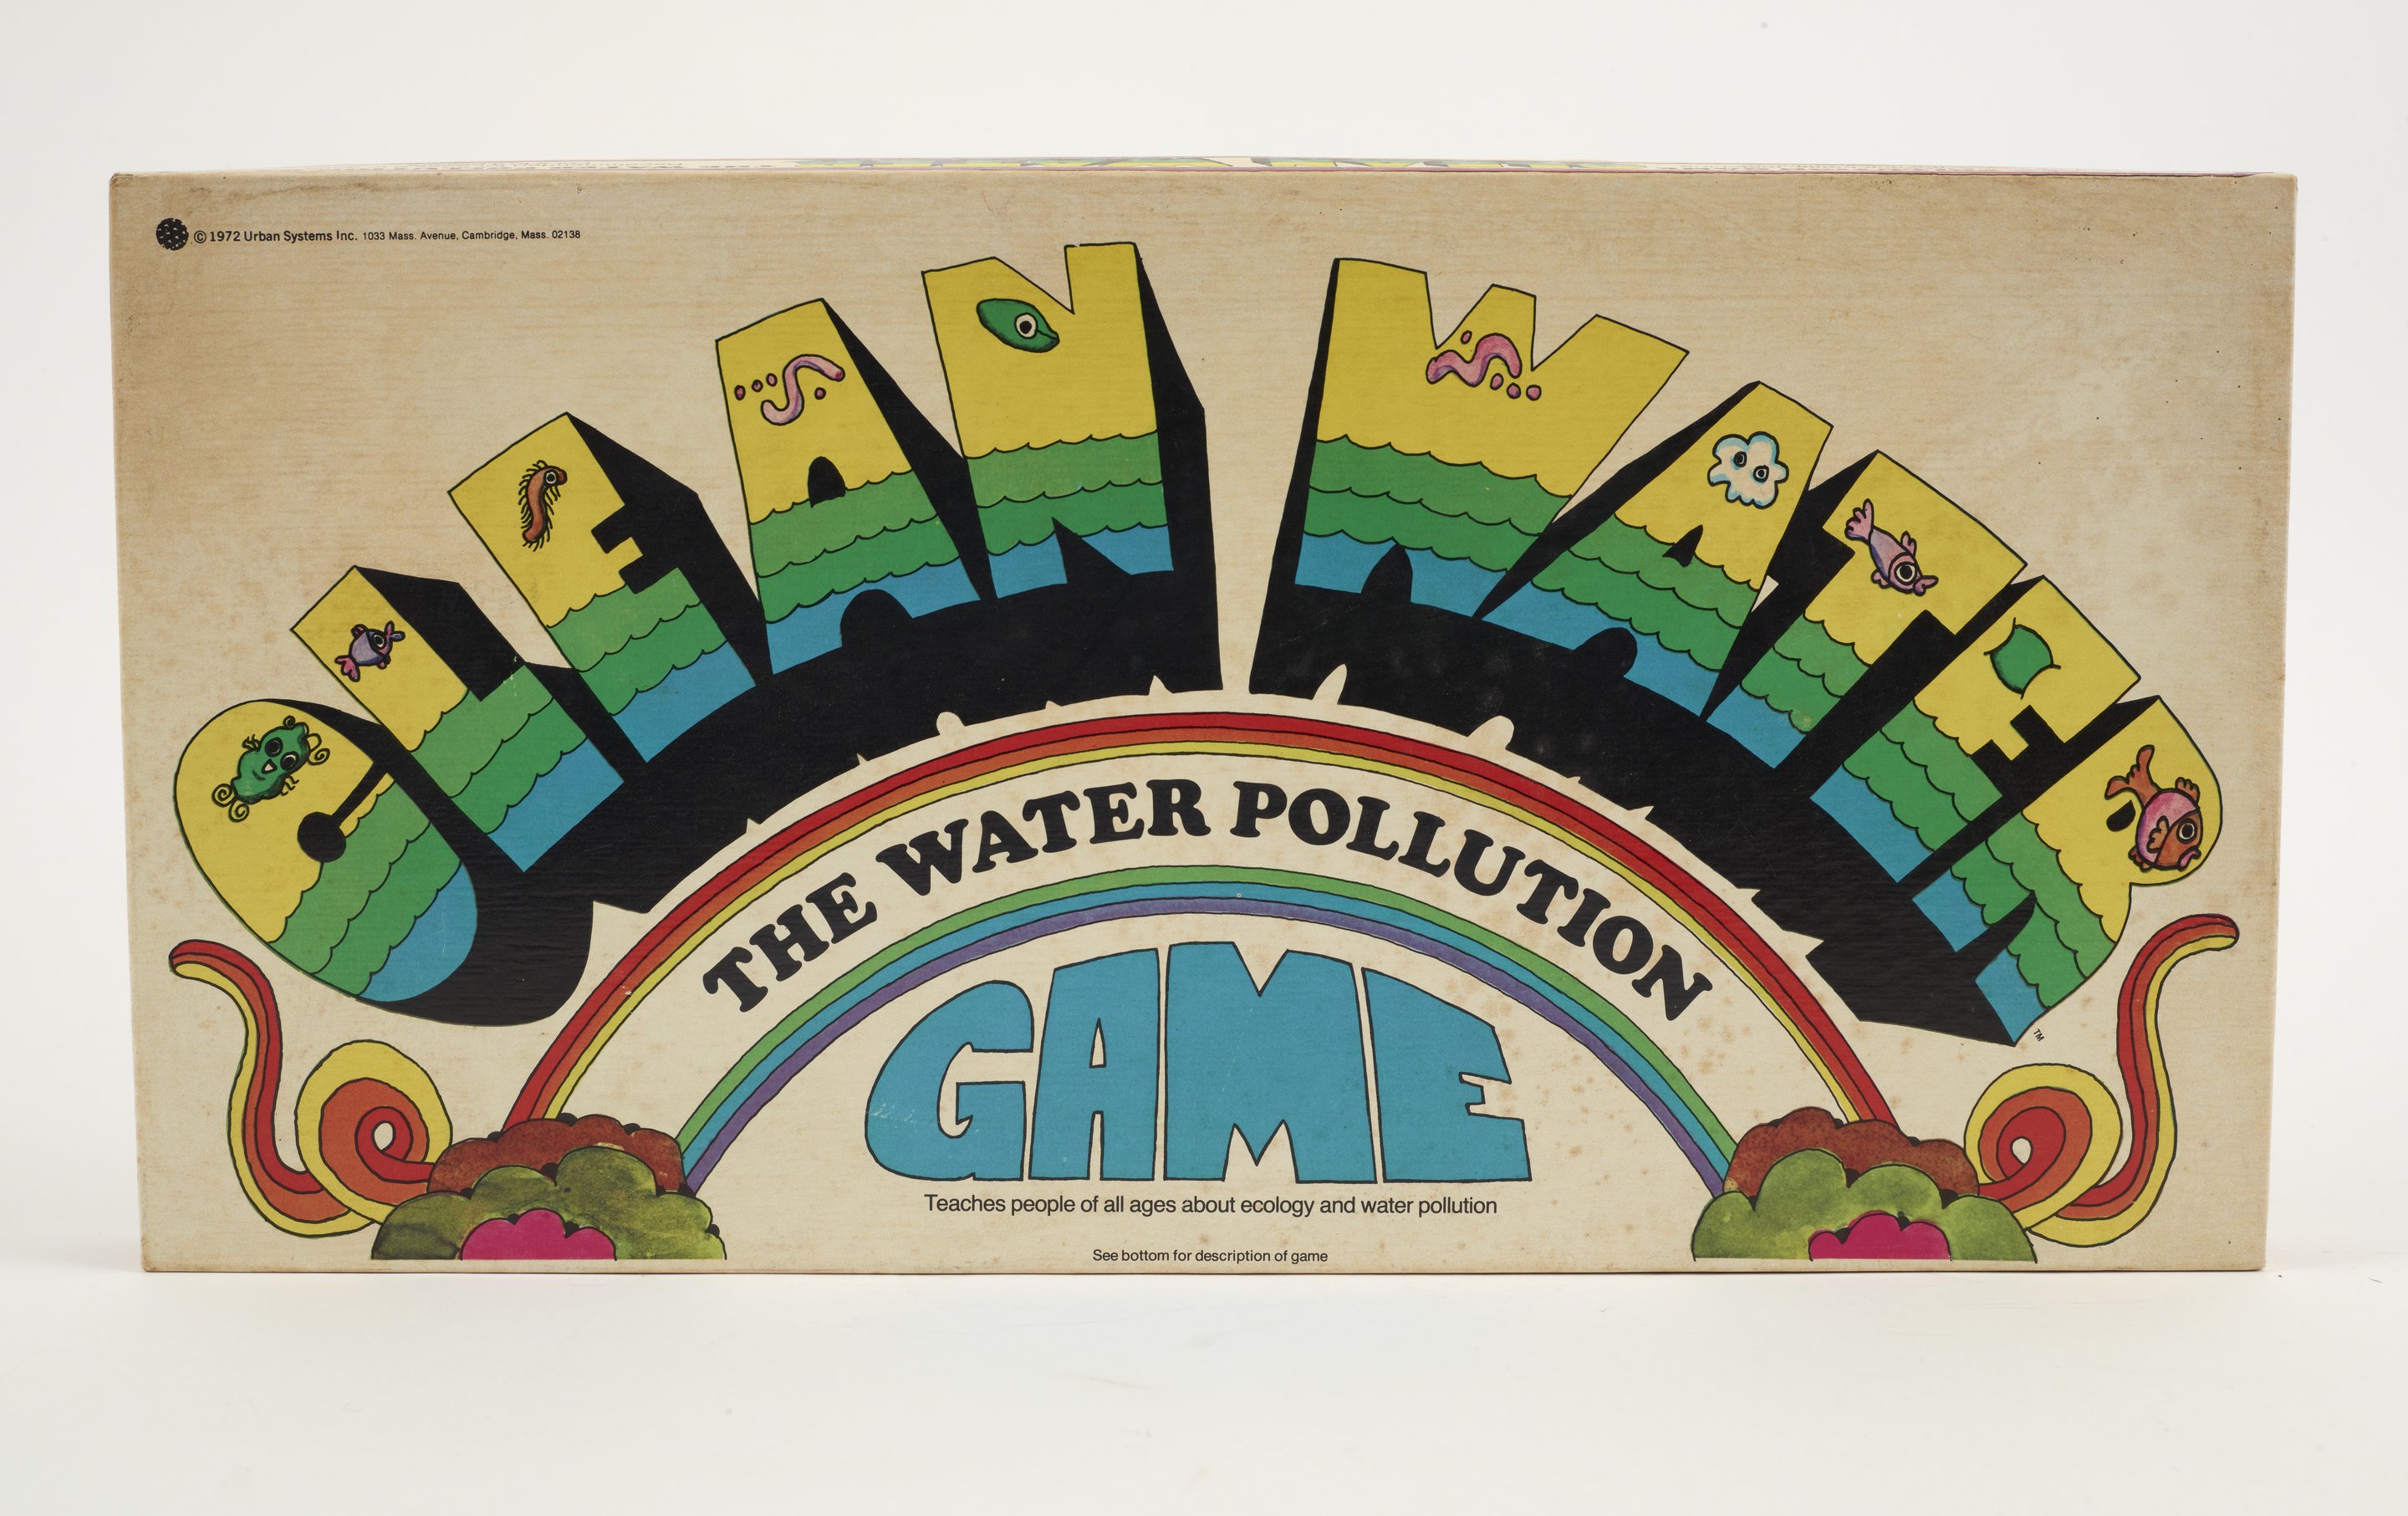 © 1972 Urban Systems Inc. 1033 Mass. Avenue, Cambridge, Mass. 02138
CLEAN WATER
TM
THE WATER POLLUTION
GAME
Teaches people of all ages about ecology and water pollution
See bottom for description of game